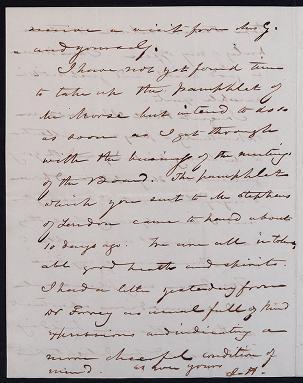 receive a visit from Mrs G.
and yourself.
I have not yet found time
to take up the pamphlet of
Mr Moose but intend to do so
as soon as I get through
with the business of the meeting
of the Board. The pamphlet
which you sent to Mr Stephens
of London came to hand about
10 days ago. We are all in toler
able good health and spirits.
I had a letter yesterday from
Dr Torrey as usual full of kind
expressions and indicating a
more cheerful condition of
mind. as ever yours
J.H.